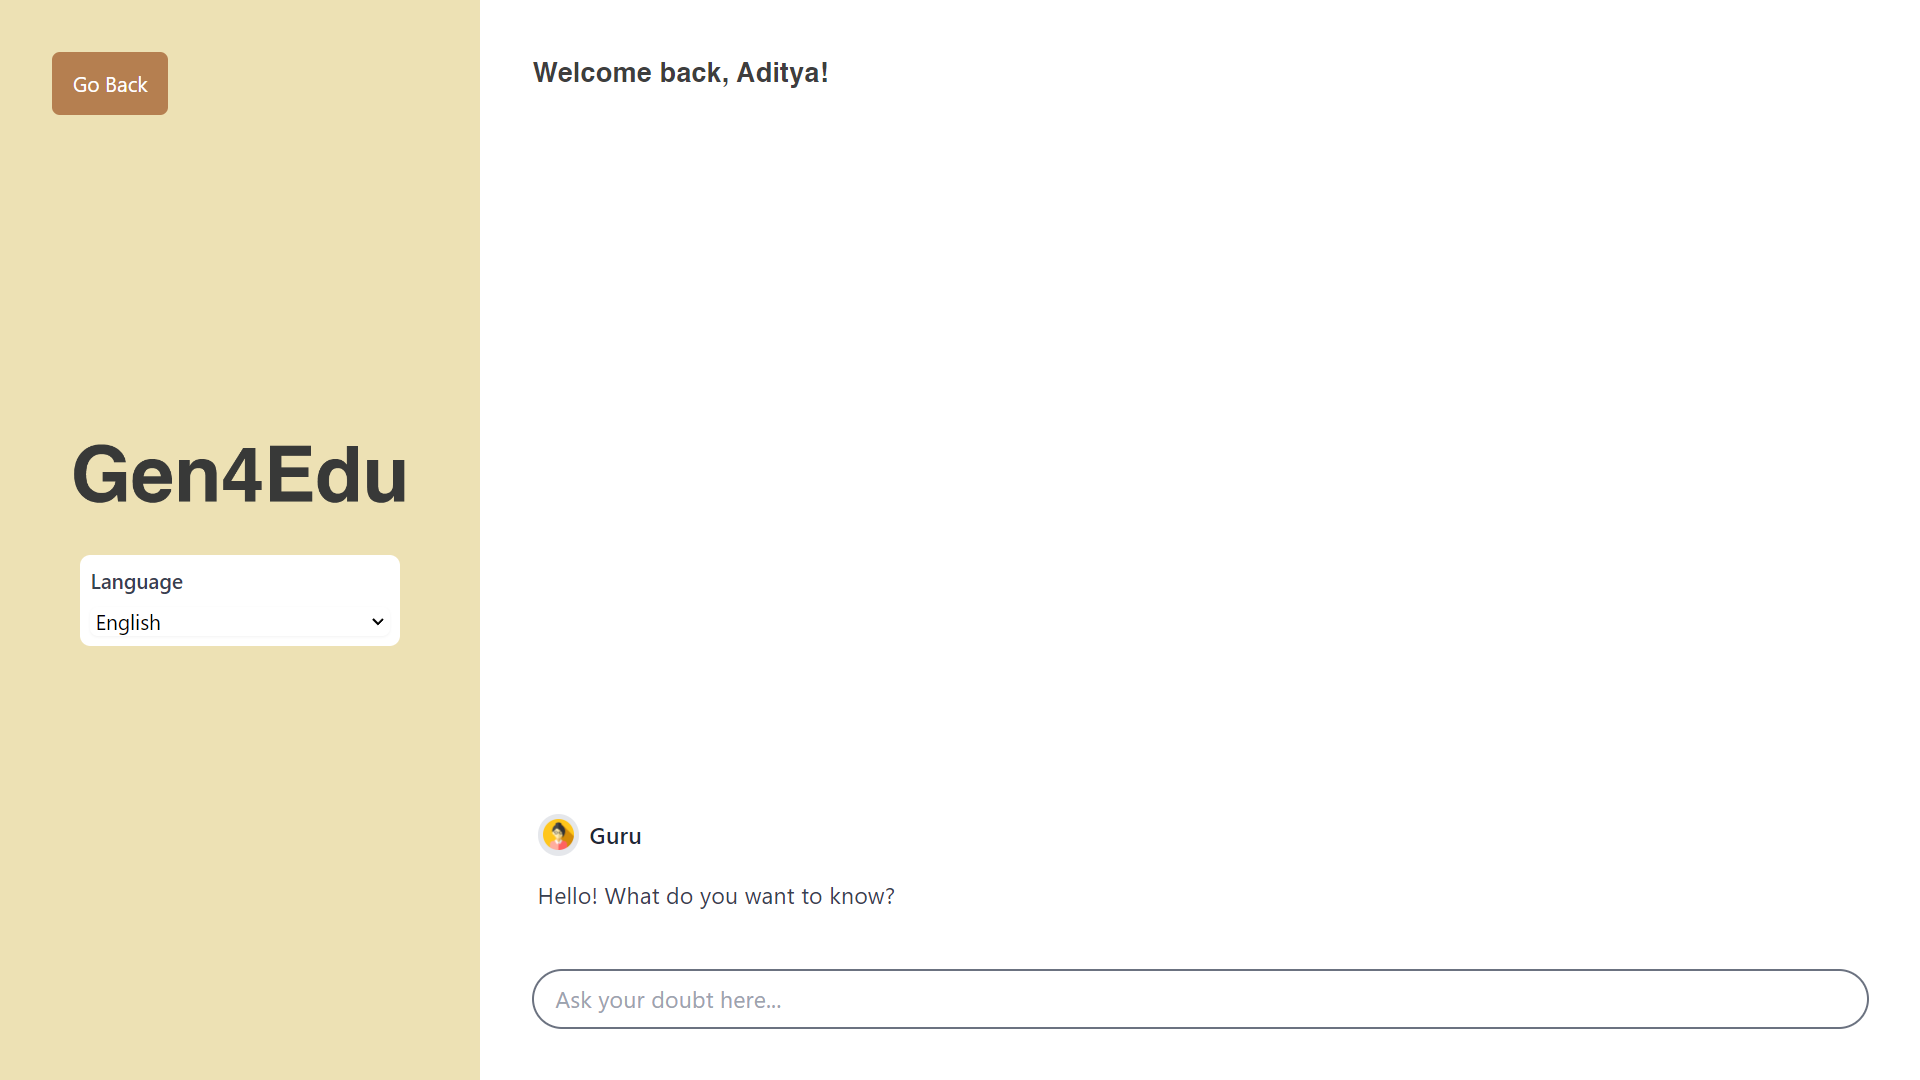 Go Back
Gen4Edu
Language
English
Welcome back, Aditya!
Guru
Hello! What do you want to know?
Ask your doubt here...